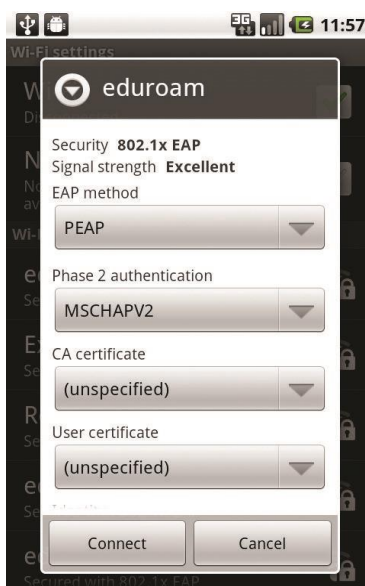 3G 11:57
Wi-Fi settings
eduroam
Security 802.1x EAP
Signal strength Excellent
EAP method
PEAP
Phase 2 authentication
MSCHAPV2
CA certificate
(unspecified)
User certificate
(unspecified)
Connect Cancel
Secured with 802.1x EAP